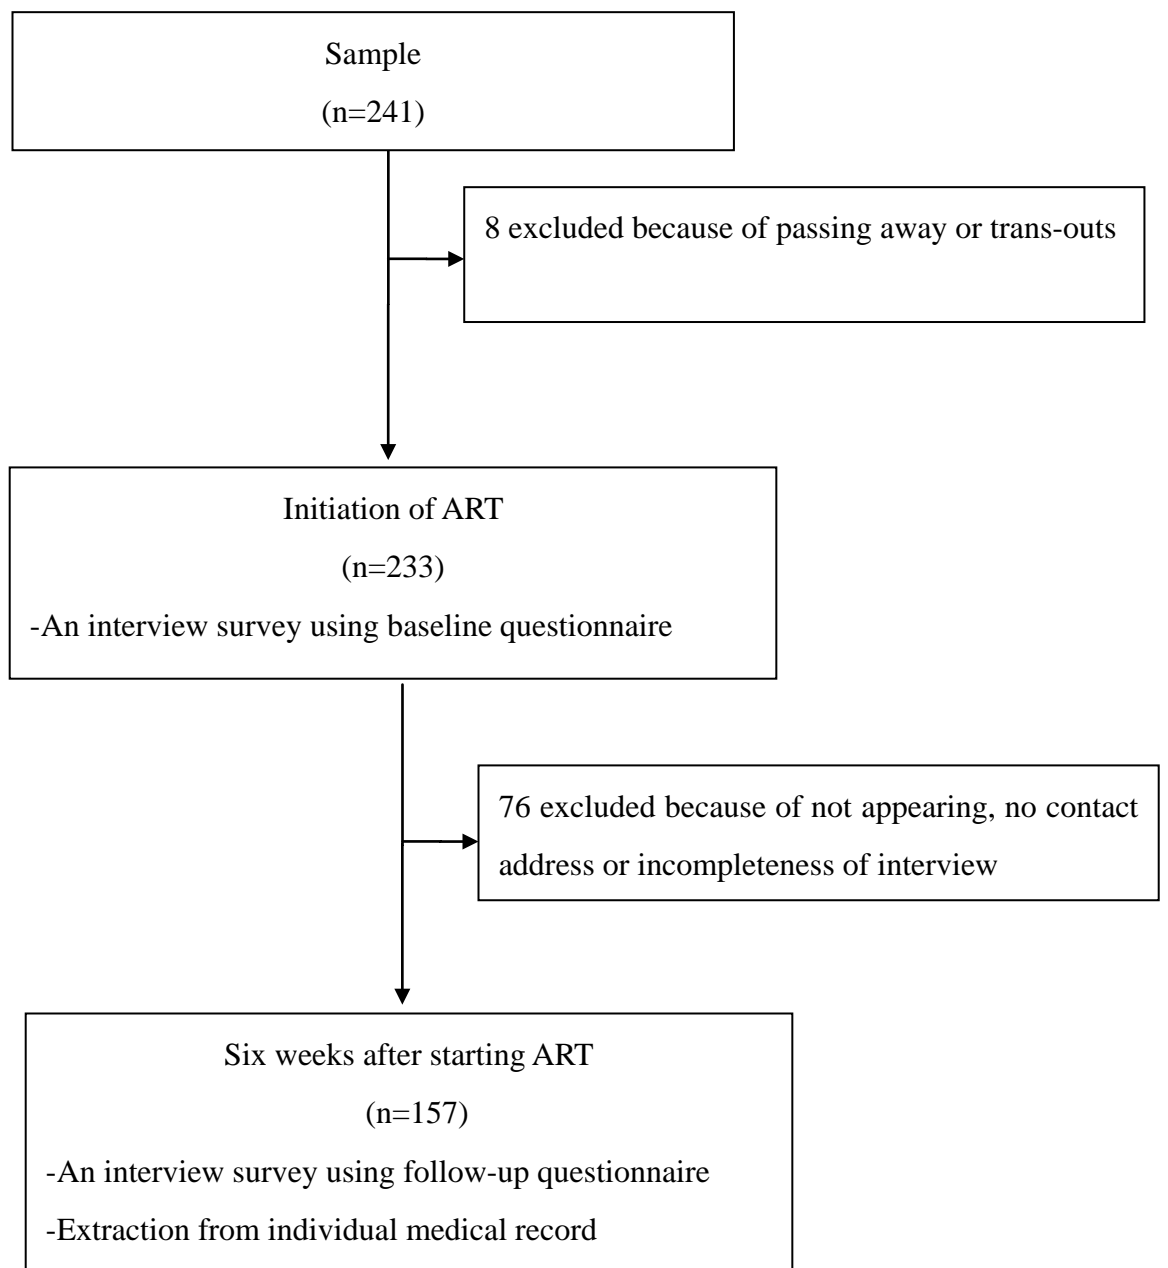 Sample
(n=241)
8 excluded because of passing away or trans-outs
Initiation of ART
(n=233)
-An interview survey using baseline questionnaire
76 excluded because of not appearing, no contact
address or incompleteness of interview
Six weeks after starting ART
(n=157)
-An interview survey using follow-up questionnaire
-Extraction from individual medical record